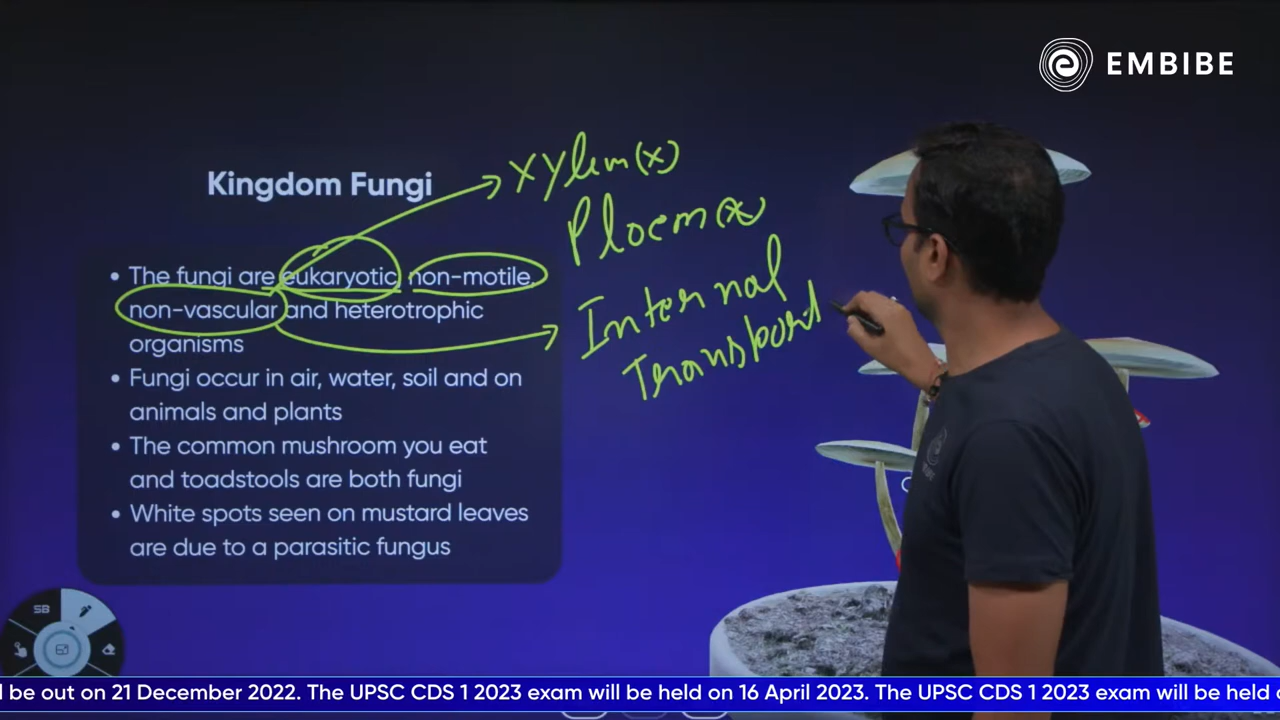 EMBIBE
Kingdom Fungi
• The fungi are eukaryotic, non-motile,
non-vascular and heterotrophic
organisms
• Fungi occur in air, water, soil and on
animals and plants
• The common mushroom you eat
and toadstools are both fungi
• White spots seen on mustard leaves
are due to a parasitic fungus
xylem(x)
Ploem(x)
Internal
Transport
SB
l be out on 21 December 2022. The UPSC CDS 1 2023 exam will be held on 16 April 2023. The UPSC CDS 1 2023 exam will be held